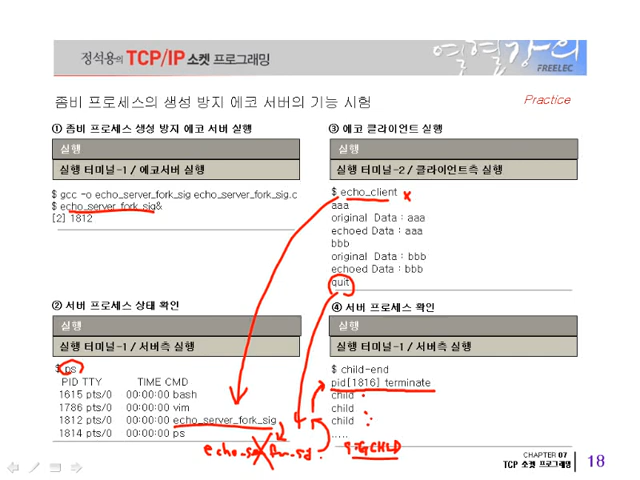 정석용의 TCP/IP 소켓 프로그래밍
열혈강의
FREELEC
좀비 프로세스의 생성 방지 에코 서버의 기능 시험
Practice
① 좀비 프로세스 생성 방지 에코 서버 실행
실행
실행 터미널-1 / 에코서버 실행
$ gcc -o echo_server_fork_sig echo_server_fork_sig.c
$ echo_server_fork_sig&
[2] 1812
③ 에코 클라이언트 실행
실행
실행 터미널-2 / 클라이언트측 실행
$ echo_client
aaa
original Data : aaa
echoed Data : aaa
bbb
original Data : bbb
echoed Data : bbb
quit
② 서버 프로세스 상태 확인
실행
실행 터미널-1 / 서버측 실행
$ ps
PID TTY TIME CMD
1615 pts/0 00:00:00 bash
1786 pts/0 00:00:00 vim
1812 pts/0 00:00:00 echo_server_fork_sig
1814 pts/0 00:00:00 ps
④ 서버 프로세스 확인
실행
실행 터미널-1 / 서버측 실행
$ child-end
pid[1816] terminate
child :
child :
child :
.....
CHAPTER 07
TCP 소켓 프로그래밍
18